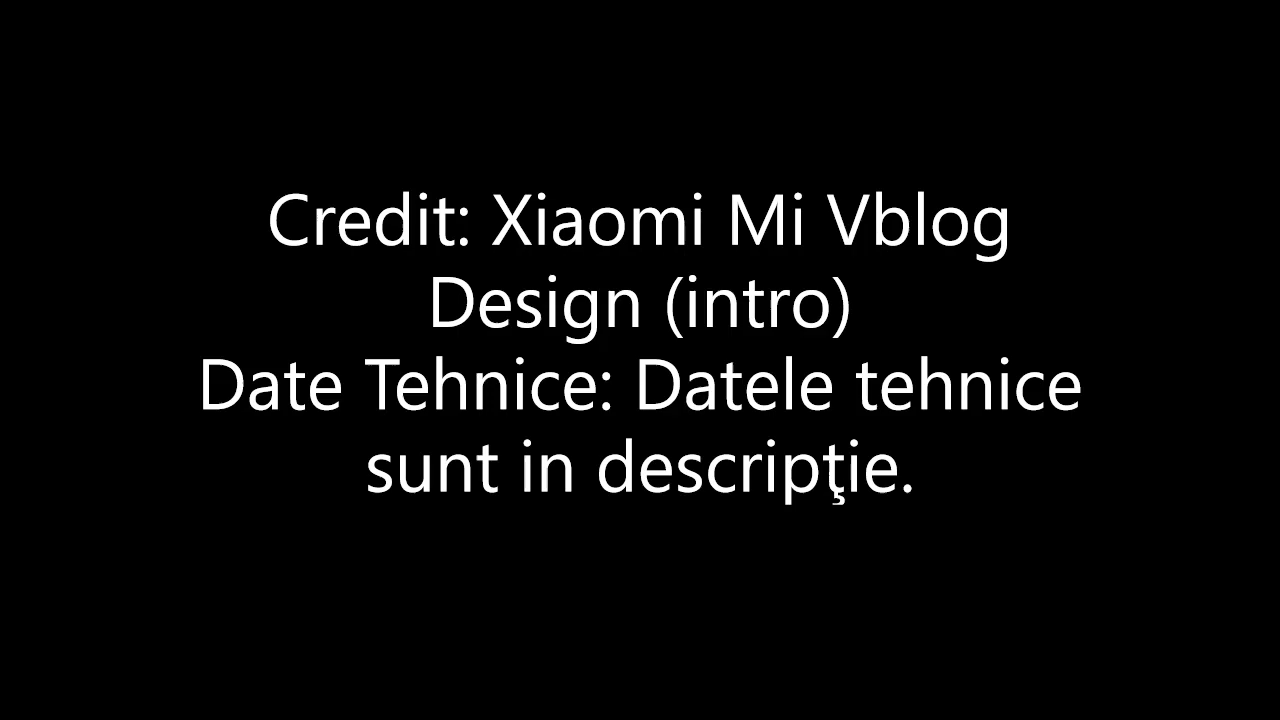 Credit: Xiaomi Mi Vblog
Design (intro)
Date Tehnice: Datele tehnice
sunt in descripţie.